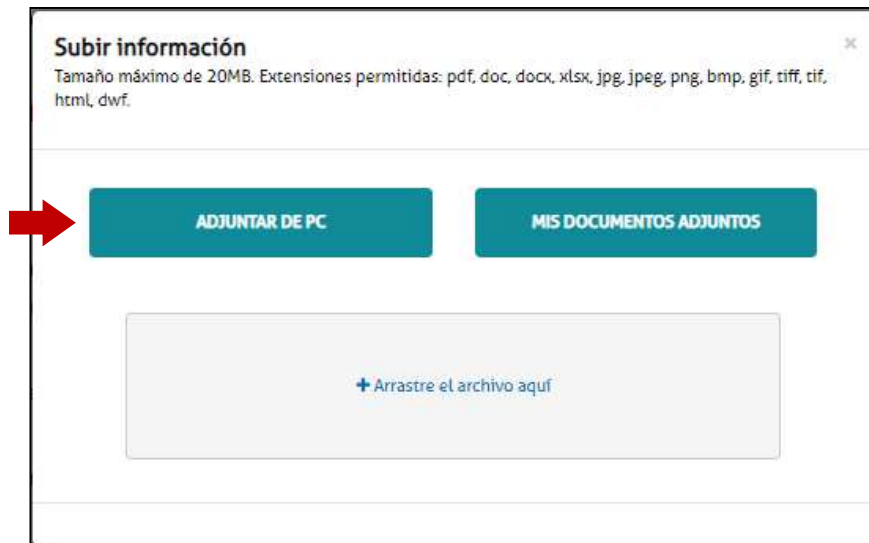 Subir información
×
Tamaño máximo de 20MB. Extensiones permitidas: pdf, doc, docx, xlsx, jpg, jpeg, png, bmp, gif, tiff, tif,
html, dwf.
ADJUNTAR DE PC
MIS DOCUMENTOS ADJUNTOS
+ Arrastre el archivo aquí